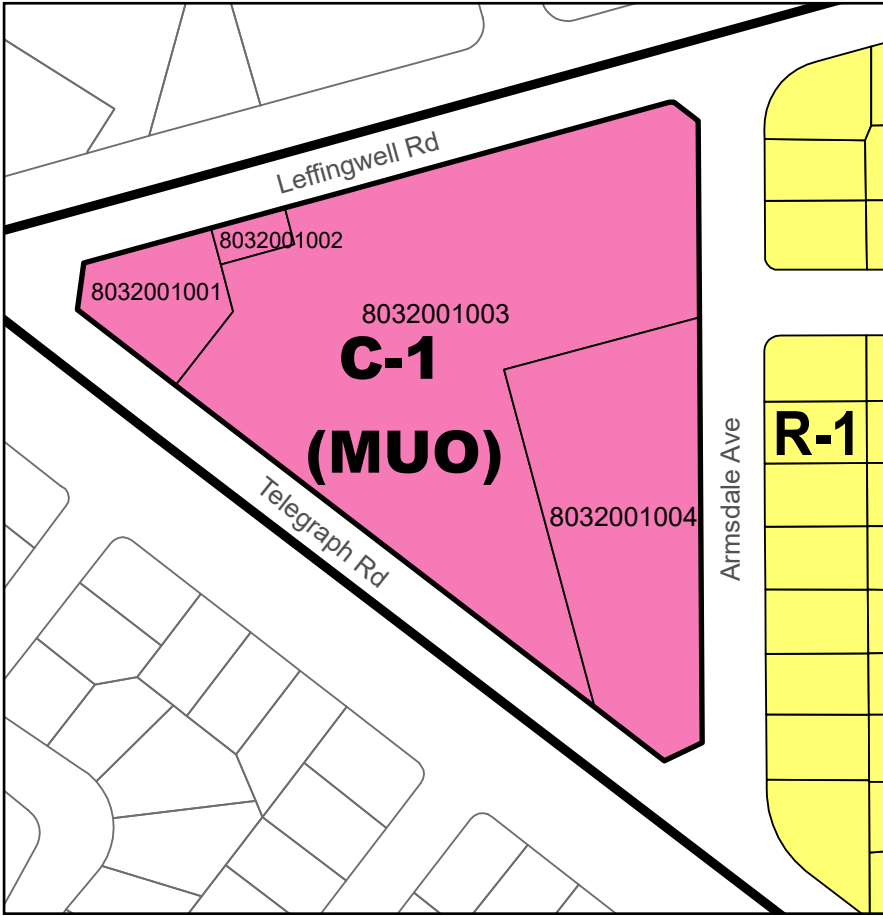 Leffingwell Rd
8032001002
8032001001
8032001003
C-1
(MUO)
R-1
8032001004
Armsdale Ave
Telegraph Rd